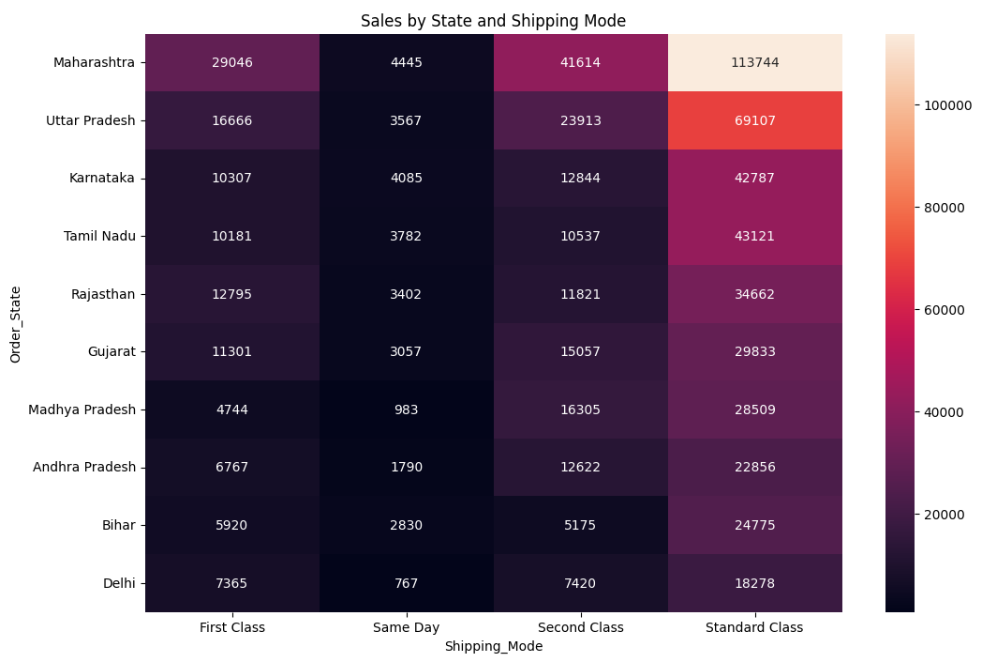 Sales by State and Shipping Mode
Maharashtra 29046 4445 41614 113744
Uttar Pradesh 16666 3567 23913 69107
Karnataka 10307 4085 12844 42787
Tamil Nadu 10181 3782 10537 43121
Rajasthan 12795 3402 11821 34662
Gujarat 11301 3057 15057 29833
Madhya Pradesh 4744 983 16305 28509
Andhra Pradesh 6767 1790 12622 22856
Bihar 5920 2830 5175 24775
Delhi 7365 767 7420 18278
Order_State
First Class Same Day Second Class Standard Class
Shipping_Mode
100000
80000
60000
40000
20000